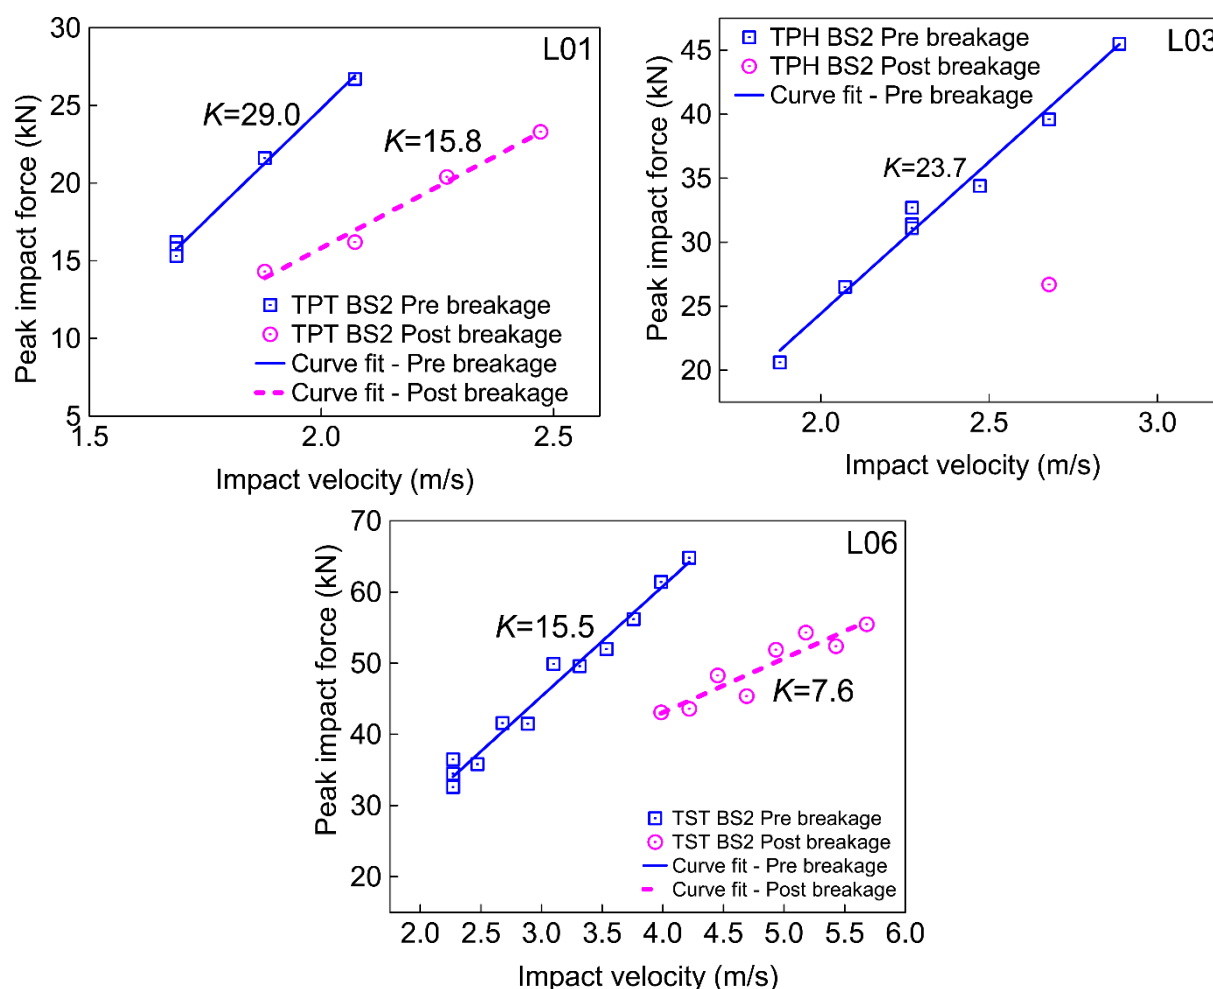 L01
Peak impact force (kN)
30
25
20
15
10
5
K=29.0
K=15.8
TPT BS2 Pre breakage
TPT BS2 Post breakage
Curve fit - Pre breakage
Curve fit - Post breakage
1.5
2.0
2.5
Impact velocity (m/s)
L03
Peak impact force (kN)
45
40
35
30
25
20
TPH BS2 Pre breakage
TPH BS2 Post breakage
Curve fit - Pre breakage
K=23.7
2.0
2.5
3.0
Impact velocity (m/s)
L06
Peak impact force (kN)
70
60
50
40
30
20
K=15.5
K=7.6
TST BS2 Pre breakage
TST BS2 Post breakage
Curve fit - Pre breakage
Curve fit - Post breakage
2.0
2.5
3.0
3.5
4.0
4.5
5.0
5.5
6.0
Impact velocity (m/s)